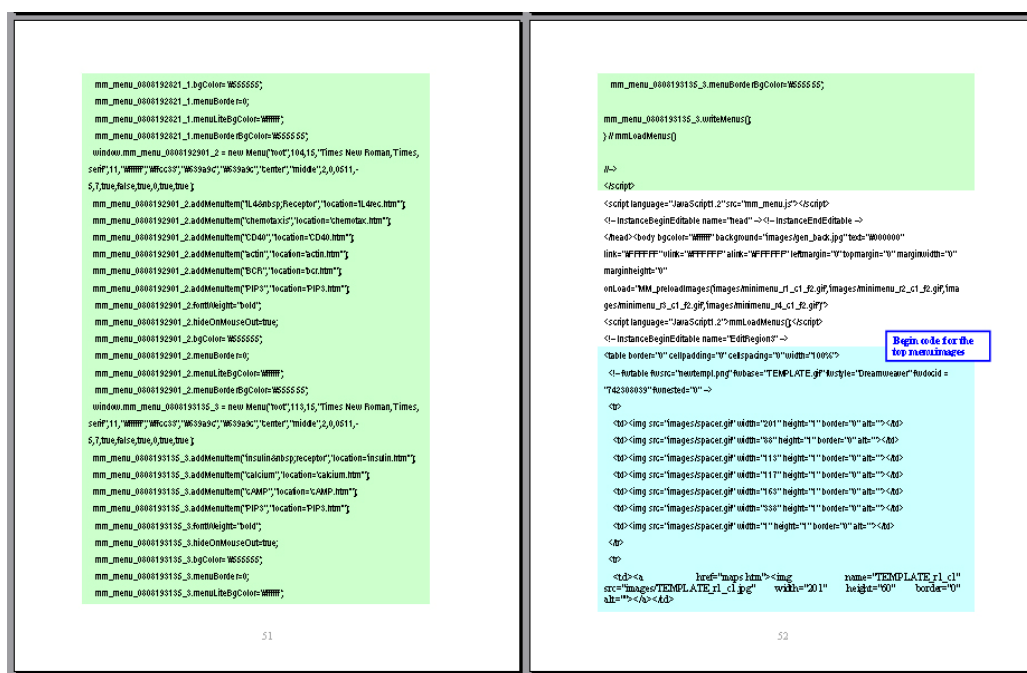 mm_menu_0808192821_1.bgColor='#555555';
mm_menu_0808192821_1.menuBorder=0;
mm_menu_0808192821_1.menuLiteBgColor='#ffffff';
mm_menu_0808192821_1.menuBorderBgColor='#555555';
window.mm_menu_0808192901_2 = new Menu("root",104,15,"Times New Roman, Times,
serif",11,"#ffffff","#ffcc33","#639a9c","#639a9c","center","middle",2,0,0511,-
5,7,true,false,true,0,true,true);
mm_menu_0808192901_2.addMenuItem("IL4&nbsp;Receptor","location='IL4rec.htm'");
mm_menu_0808192901_2.addMenuItem("chemotaxis","location='chemotax.htm'");
mm_menu_0808192901_2.addMenuItem("CD40","location='CD40.htm'");
mm_menu_0808192901_2.addMenuItem("actin","location='actin.htm'");
mm_menu_0808192901_2.addMenuItem("BCR","location='bcr.htm'");
mm_menu_0808192901_2.addMenuItem("PIP3","location='PIP3.htm'");
mm_menu_0808192901_2.fontWeight="bold";
mm_menu_0808192901_2.hideOnMouseOut=true;
mm_menu_0808192901_2.bgColor='#555555';
mm_menu_0808192901_2.menuBorder=0;
mm_menu_0808192901_2.menuLiteBgColor='#ffffff';
mm_menu_0808192901_2.menuBorderBgColor='#555555';
window.mm_menu_0808193135_3 = new Menu("root",113,15,"Times New Roman, Times,
serif",11,"#ffffff","#ffcc33","#639a9c","#639a9c","center","middle",2,0,0511,-
5,7,true,false,true,0,true,true);
mm_menu_0808193135_3.addMenuItem("insulin&nbsp;receptor","location='insulin.htm'");
mm_menu_0808193135_3.addMenuItem("calcium","location='calcium.htm'");
mm_menu_0808193135_3.addMenuItem("cAMP","location='cAMP.htm'");
mm_menu_0808193135_3.addMenuItem("PIP3","location='PIP3.htm'");
mm_menu_0808193135_3.fontWeight="bold";
mm_menu_0808193135_3.hideOnMouseOut=true;
mm_menu_0808193135_3.bgColor='#555555';
mm_menu_0808193135_3.menuBorder=0;
mm_menu_0808193135_3.menuLiteBgColor='#ffffff';
51
mm_menu_0808193135_3.menuBorderBgColor='#555555';
mm_menu_0808193135_3.writeMenus();
} // mmLoadMenus()
//-->
</script>
<script language="JavaScript1.2" src="mm_menu.js"></script>
<!-- InstanceBeginEditable name="head" --><!-- InstanceEndEditable -->
</head><body bgcolor="#ffffff" background="images/gen_back.jpg" text="#000000"
link="#FFFFFF" vlink="#FFFFFF" alink="#FFFFFF" leftmargin="0" topmargin="0" marginwidth="0"
marginheight="0"
onLoad="MM_preloadImages('images/minimenu_r1_c1_f2.gif','images/minimenu_r2_c1_f2.gif','ima
ges/minimenu_r3_c1_f2.gif','images/minimenu_r4_c1_f2.gif')">
<script language="JavaScript1.2">mmLoadMenus();</script>
<!-- InstanceBeginEditable name="EditRegion3" -->
Begin code for the
top menu images
<table border="0" cellpadding="0" cellspacing="0" width="100%">
<!-- fwtable fwsrc="newtempl.png" fwbase="TEMPLATE.gif" fwstyle="Dreamweaver" fwdocid =
"742308039" fwnested="0" -->
<tr>
<td><img src="images/spacer.gif" width="201" height="1" border="0" alt=""></td>
<td><img src="images/spacer.gif" width="88" height="1" border="0" alt=""></td>
<td><img src="images/spacer.gif" width="113" height="1" border="0" alt=""></td>
<td><img src="images/spacer.gif" width="117" height="1" border="0" alt=""></td>
<td><img src="images/spacer.gif" width="163" height="1" border="0" alt=""></td>
<td><img src="images/spacer.gif" width="338" height="1" border="0" alt=""></td>
<td><img src="images/spacer.gif" width="1" height="1" border="0" alt=""></td>
</tr>
<tr>
<td><a href="maps.htm"><img name="TEMPLATE_r1_c1"
src="images/TEMPLATE_r1_c1.jpg" width="201" height="60" border="0"
alt=""></a></td>
52